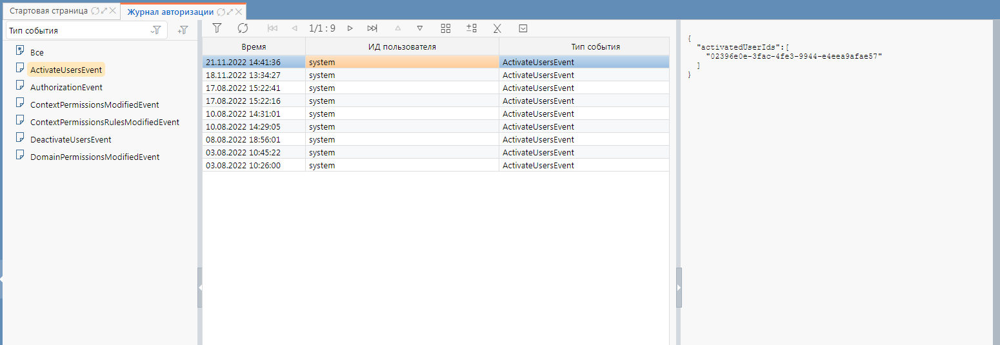 Стартовая страница
Журнал авторизации
Тип события
Все
ActivateUsersEvent
AuthorizationEvent
ContextPermissionsModifiedEvent
ContextPermissionsRulesModifiedEvent
DeactivateUsersEvent
DomainPermissionsModifiedEvent
1/1 : 9
Время ИД пользователя Тип события
21.11.2022 14:41:36 system ActivateUsersEvent
18.11.2022 13:34:27 system ActivateUsersEvent
17.08.2022 15:22:41 system ActivateUsersEvent
17.08.2022 15:22:16 system ActivateUsersEvent
10.08.2022 14:31:01 system ActivateUsersEvent
10.08.2022 14:29:05 system ActivateUsersEvent
08.08.2022 18:56:01 system ActivateUsersEvent
03.08.2022 10:45:22 system ActivateUsersEvent
03.08.2022 10:26:00 system ActivateUsersEvent
{
"activatedUserIds":[
"02396e0e-3fac-4fe3-9944-e4eea9afae57"
]
}